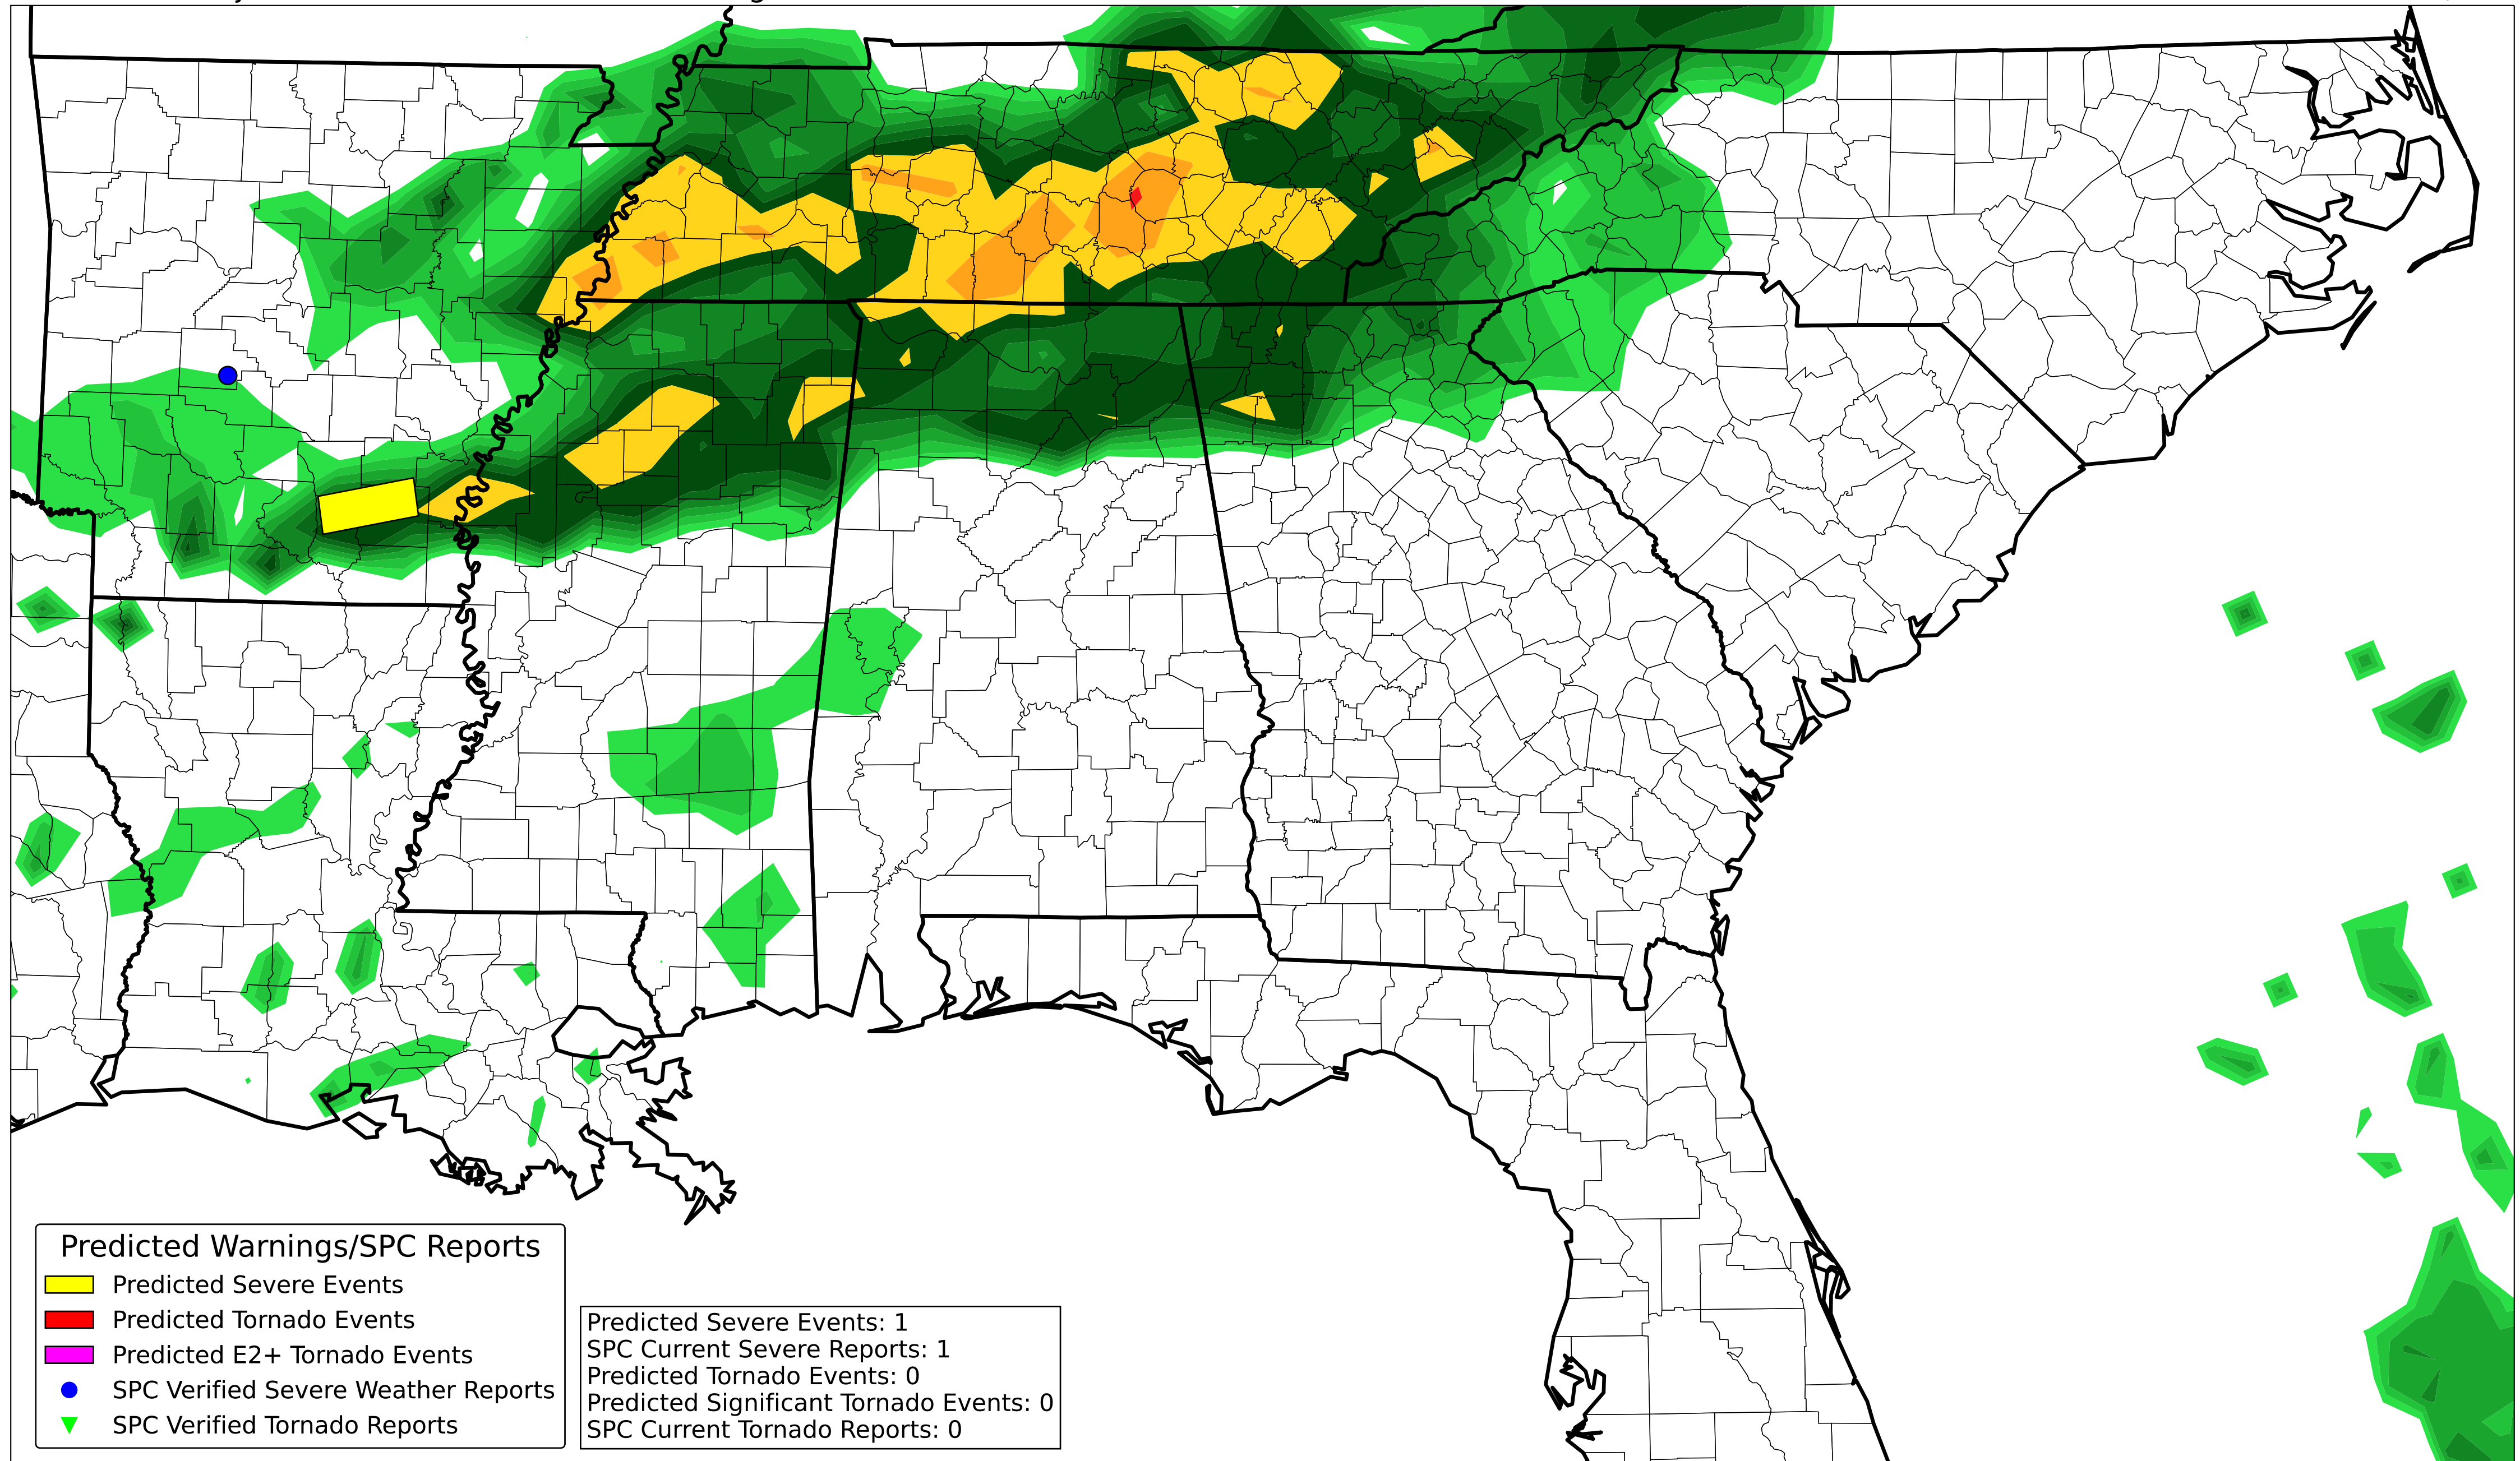 Predicted Warnings/SPC Reports
Predicted Severe Events
Predicted Tornado Events
Predicted E2+ Tornado Events
SPC Verified Severe Weather Reports
SPC Verified Tornado Reports
Predicted Severe Events: 1
SPC Current Severe Reports: 1
Predicted Tornado Events: 0
Predicted Significant Tornado Events: 0
SPC Current Tornado Reports: 0